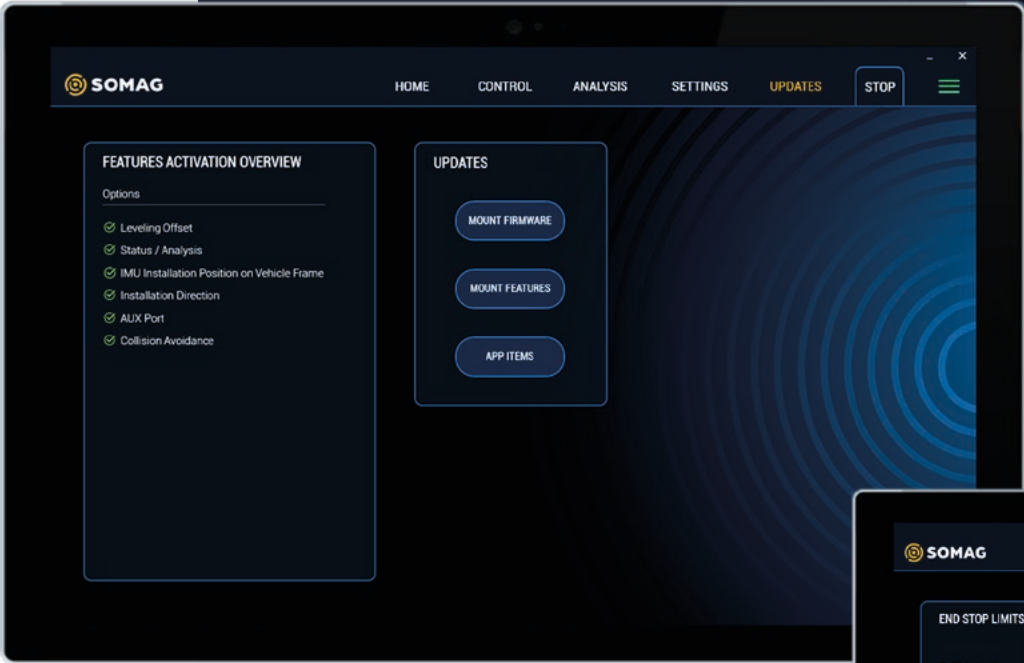 SOMAG
HOME CONTROL ANALYSIS SETTINGS UPDATES STOP
FEATURES ACTIVATION OVERVIEW
Options
Leveling Offset
Status / Analysis
IMU Installation Position on Vehicle Frame
Installation Direction
AUX Port
Collision Avoidance
UPDATES
MOUNT FIRMWARE
MOUNT FEATURES
APP ITEMS
SOMAG
END STOP LIMITS